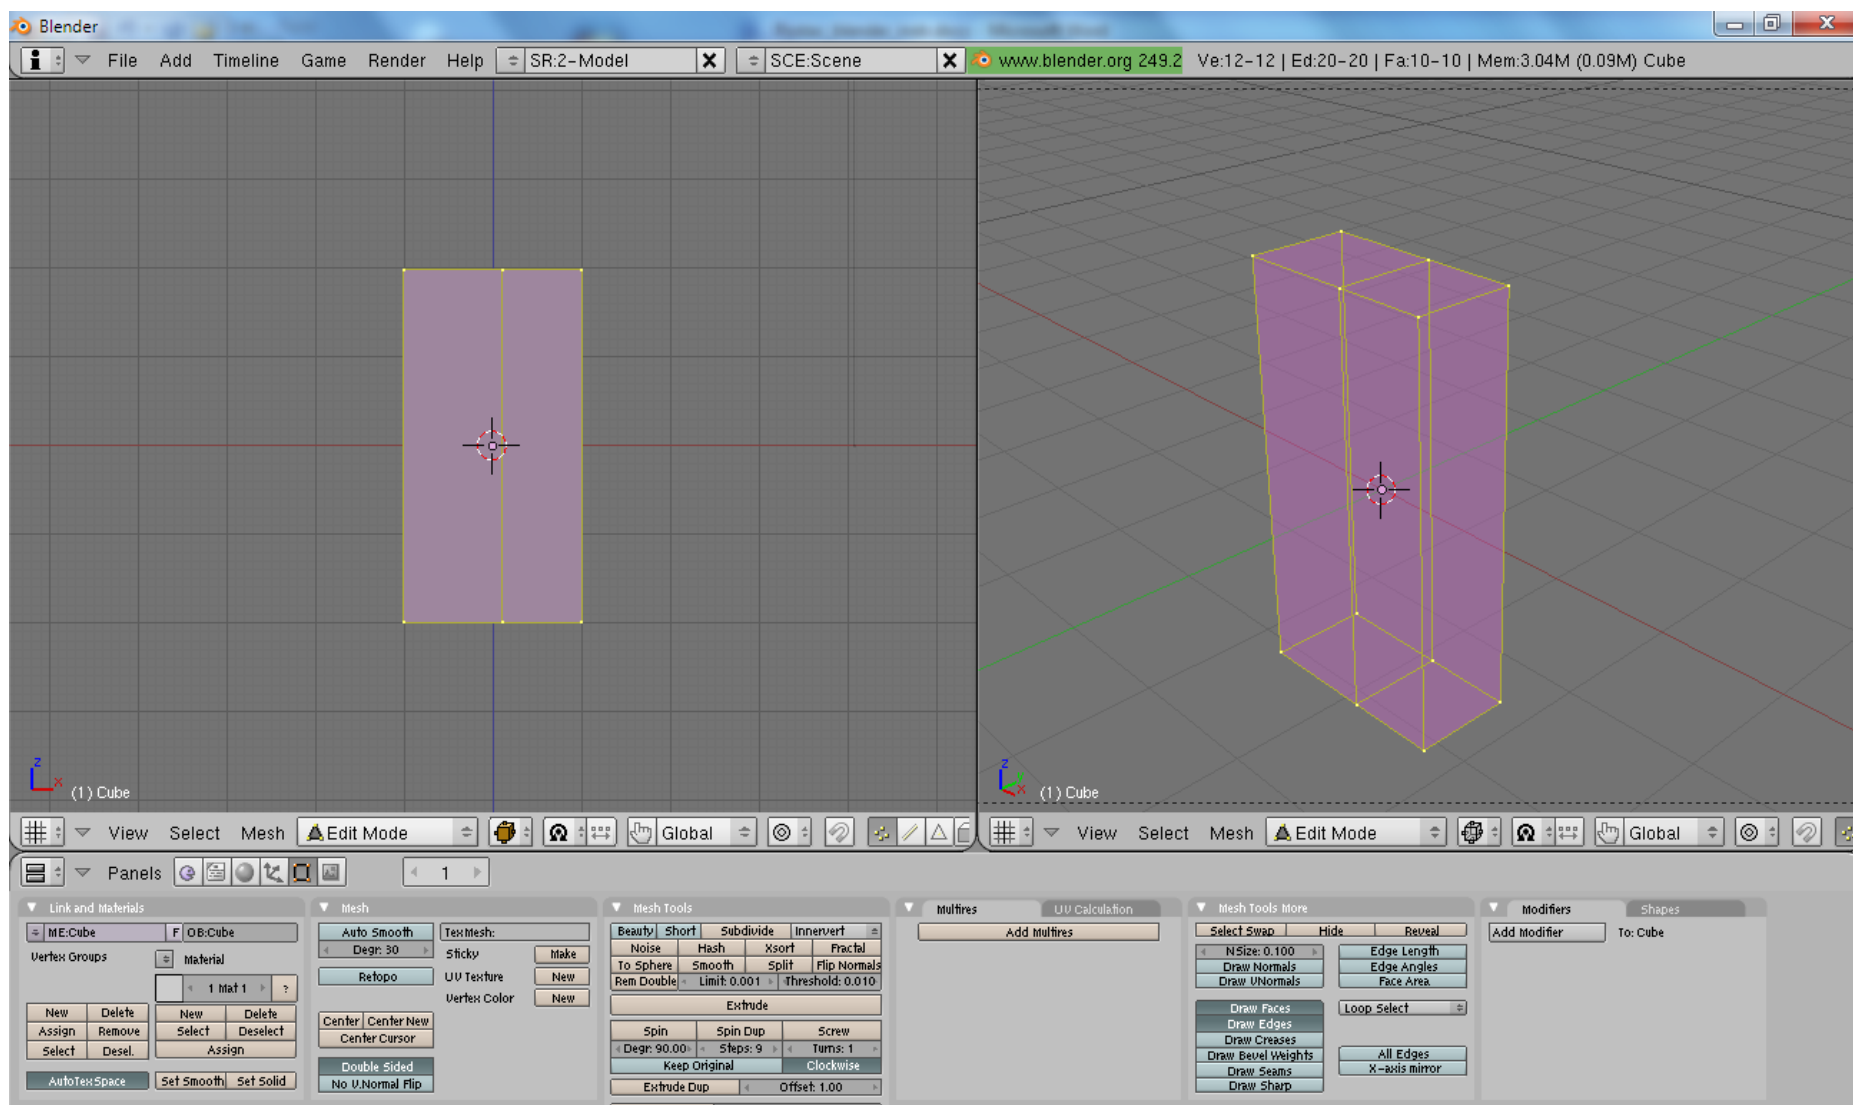 Blender
File Add Timeline Game Render Help SR:2-Model SCE:Scene www.blender.org 249.2 Ve:12-12 | Ed:20-20 | Fa:10-10 | Mem:3.04M (0.09M) Cube
z
x
(1) Cube
z
y
x
(1) Cube
View Select Mesh Edit Mode Global
View Select Mesh Edit Mode Global
Panels 1
Link and Materials
ME:Cube F OB:Cube
Vertex Groups Material
1 Mat 1 ?
New Delete New Delete
Assign Remove Select Deselect
Select Desel. Assign
AutoTexSpace Set Smooth Set Solid
Mesh
Auto Smooth TexMesh:
Degr: 30 Sticky Make
Retopo UV Texture New
Vertex Color New
Center Center New
Center Cursor
Double Sided
No V.Normal Flip
Mesh Tools
Beauty Short Subdivide Innervert
Noise Hash Xsort Fractal
To Sphere Smooth Split Flip Normals
Rem Double Limit: 0.001 Threshold: 0.010
Extrude
Spin Spin Dup Screw
Degr: 90.00 Steps: 9 Turns: 1
Keep Original Clockwise
Extrude Dup Offset: 1.00
Multires UV Calculation
Add Multires
Mesh Tools More
Select Swap Hide Reveal
NSize: 0.100 Edge Length
Draw Normals Edge Angles
Draw VNormals Face Area
Draw Faces Loop Select
Draw Edges
Draw Creases
Draw Bevel Weights All Edges
Draw Seams X-axis mirror
Draw Sharp
Modifiers Shapes
Add Modifier To: Cube